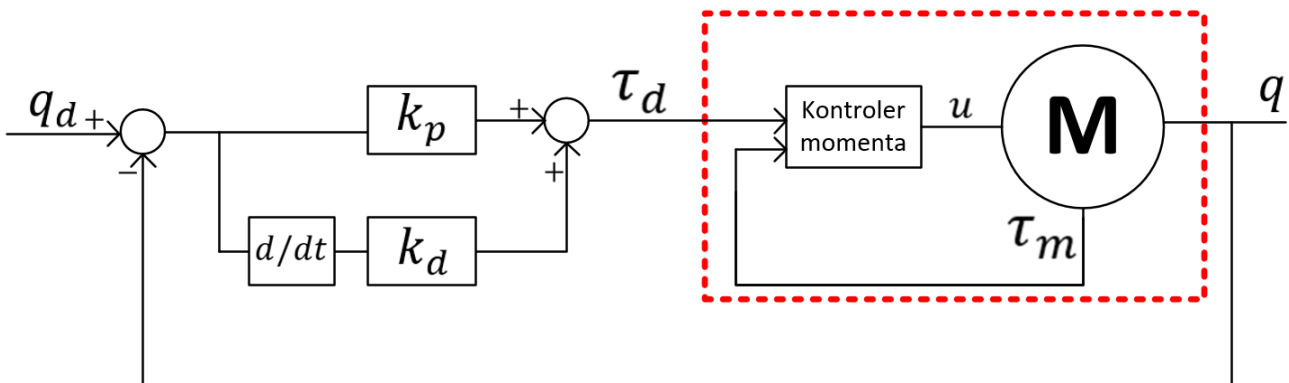 q_d
+
−
k_p
d/dt
k_d
+
+
τ_d
Kontroler
momenta
u
M
τ_m
q